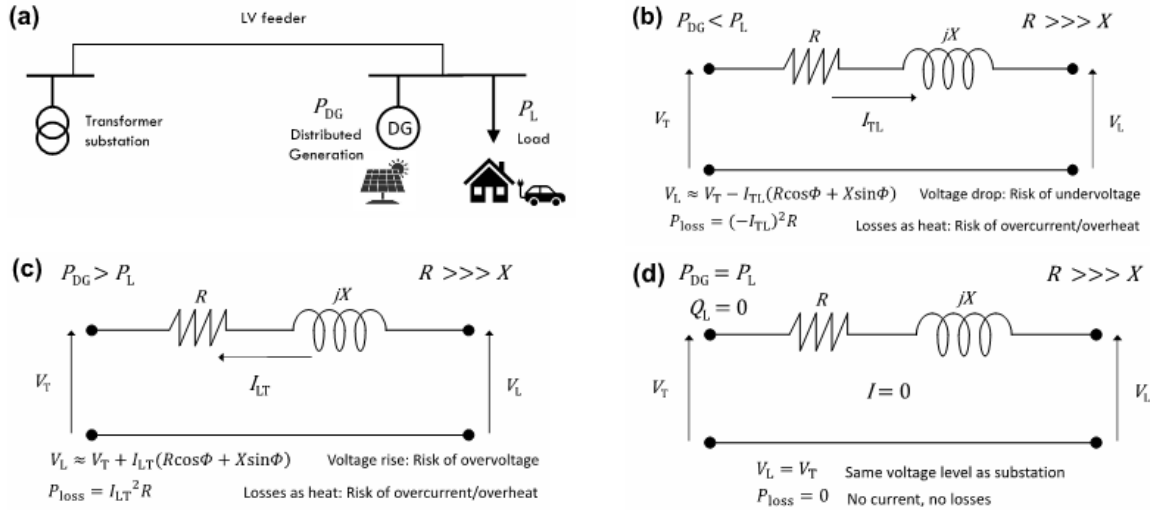 (a)
LV feeder
Transformer
substation
P_DG
Distributed
Generation
DG
P_L
Load
(b)
P_DG < P_L
R >>> X
R
jX
I_TL
V_T
V_L
V_L ≈ V_T − I_TL(RcosΦ + XsinΦ) Voltage drop: Risk of undervoltage
P_loss = (−I_TL)²R Losses as heat: Risk of overcurrent/overheat
(c)
P_DG > P_L
R >>> X
R
jX
I_LT
V_T
V_L
V_L ≈ V_T + I_LT(RcosΦ + XsinΦ) Voltage rise: Risk of overvoltage
P_loss = I_LT²R Losses as heat: Risk of overcurrent/overheat
(d)
P_DG = P_L
R >>> X
Q_L = 0
R
jX
I = 0
V_T
V_L
V_L = V_T Same voltage level as substation
P_loss = 0 No current, no losses